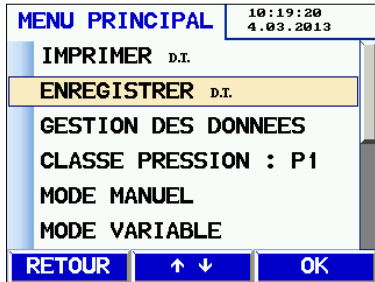 MENU PRINCIPAL
10:19:20
4.03.2013
IMPRIMER D.T.
ENREGISTRER D.T.
GESTION DES DONNEES
CLASSE PRESSION : P1
MODE MANUEL
MODE VARIABLE
RETOUR ↑ ↓ OK